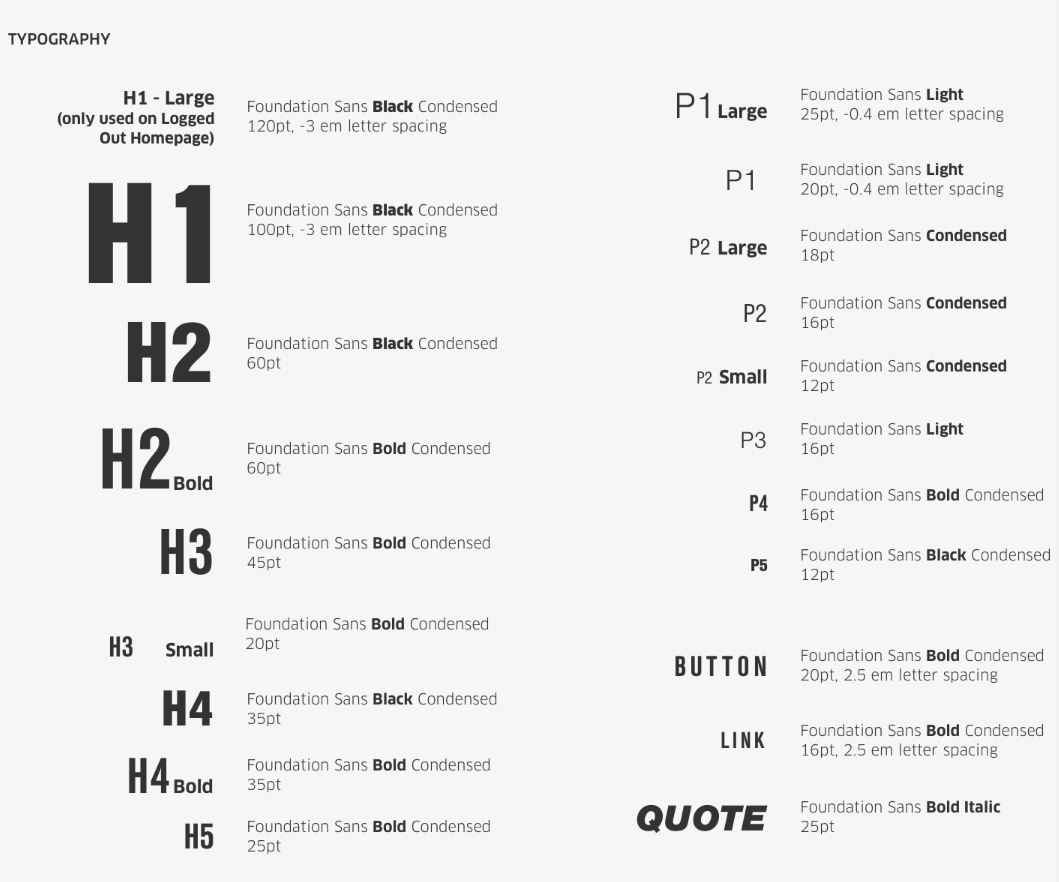 TYPOGRAPHY
H1 - Large
(only used on Logged
Out Homepage)
Foundation Sans Black Condensed
120pt, -3 em letter spacing
H1
Foundation Sans Black Condensed
100pt, -3 em letter spacing
H2
Foundation Sans Black Condensed
60pt
H2 Bold
Foundation Sans Bold Condensed
60pt
H3
Foundation Sans Bold Condensed
45pt
H3 Small
Foundation Sans Bold Condensed
20pt
H4
Foundation Sans Black Condensed
35pt
H4 Bold
Foundation Sans Bold Condensed
35pt
H5
Foundation Sans Bold Condensed
25pt
P1 Large
Foundation Sans Light
25pt, -0.4 em letter spacing
P1
Foundation Sans Light
20pt, -0.4 em letter spacing
P2 Large
Foundation Sans Condensed
18pt
P2
Foundation Sans Condensed
16pt
P2 Small
Foundation Sans Condensed
12pt
P3
Foundation Sans Light
16pt
P4
Foundation Sans Bold Condensed
16pt
P5
Foundation Sans Black Condensed
12pt
BUTTON
Foundation Sans Bold Condensed
20pt, 2.5 em letter spacing
LINK
Foundation Sans Bold Condensed
16pt, 2.5 em letter spacing
QUOTE
Foundation Sans Bold Italic
25pt